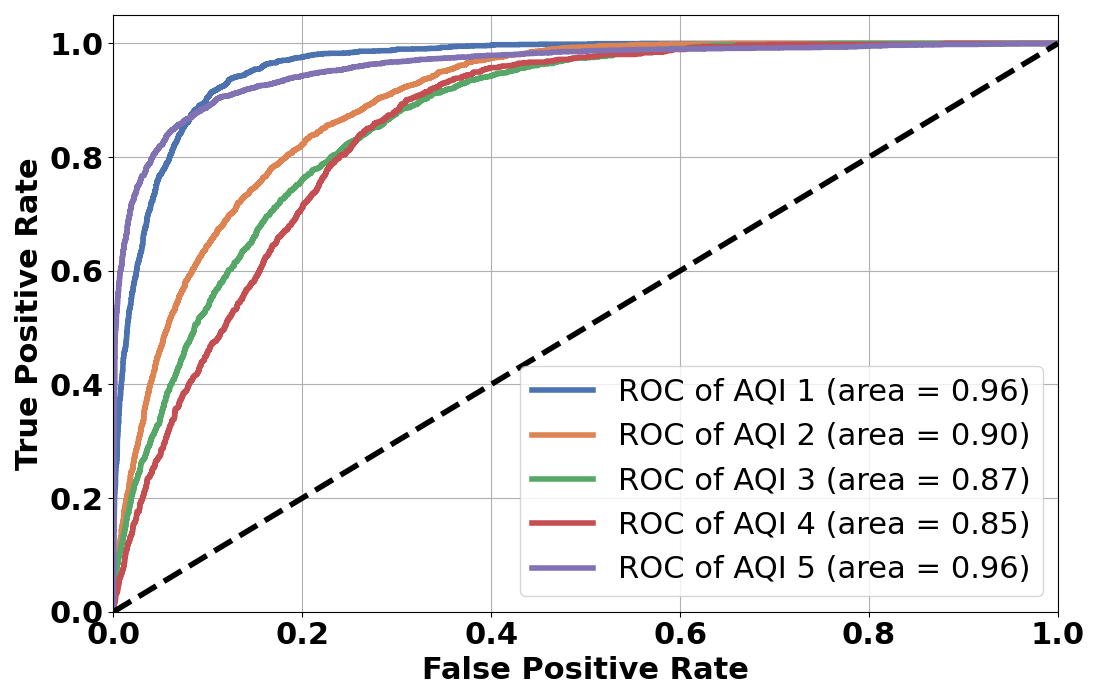 True Positive Rate
1.0
0.8
0.6
0.4
0.2
0.0
ROC of AQI 1 (area = 0.96)
ROC of AQI 2 (area = 0.90)
ROC of AQI 3 (area = 0.87)
ROC of AQI 4 (area = 0.85)
ROC of AQI 5 (area = 0.96)
0.0 0.2 0.4 0.6 0.8 1.0
False Positive Rate